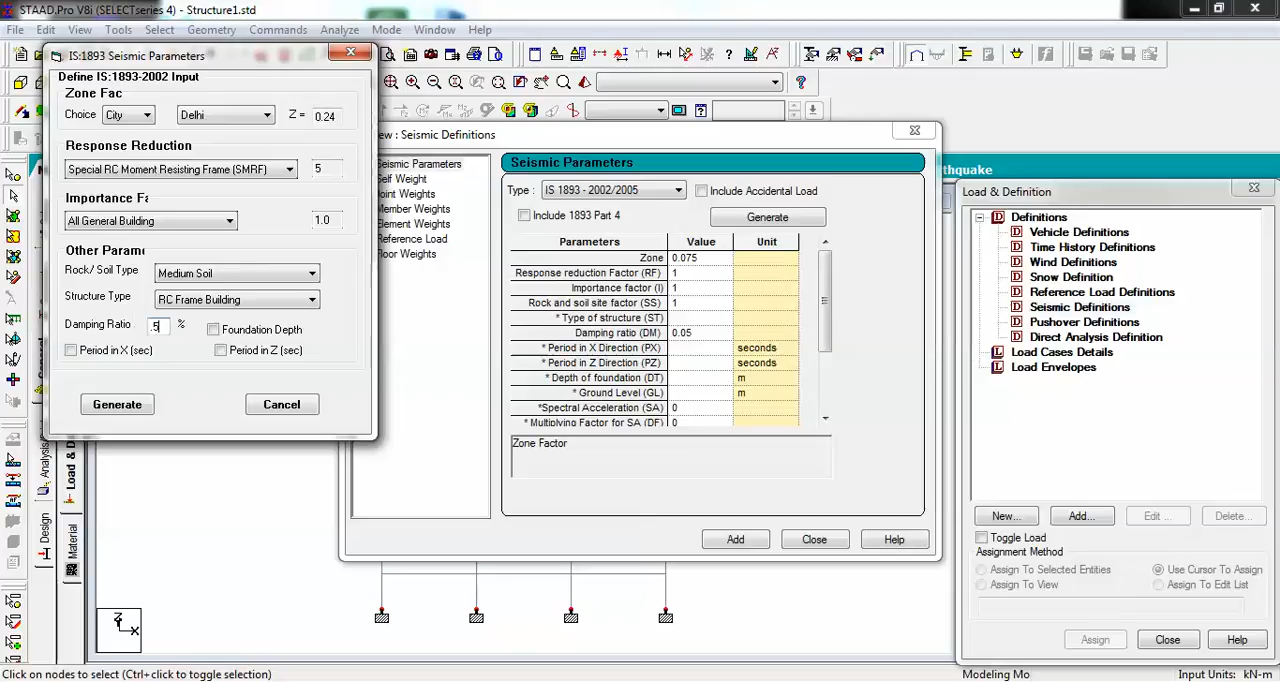 STAAD.Pro V8i (SELECTseries 4) - Structure1.std
File Edit View Tools Select Geometry Commands Analyze Mode Window Help
IS:1893 Seismic Parameters
Define IS:1893-2002 Input
Zone Fac
Choice City Delhi Z = 0.24
Response Reduction
Special RC Moment Resisting Frame (SMRF) 5
Importance Fa
All General Building 1.0
Other Parame
Rock/ Soil Type Medium Soil
Structure Type RC Frame Building
Damping Ratio .5 % Foundation Depth
Period in X (sec) Period in Z (sec)
Generate Cancel
ew : Seismic Definitions
Seismic Parameters
Self Weight
Joint Weights
Member Weights
Element Weights
Reference Load
Floor Weights
Seismic Parameters
Type : IS 1893 - 2002/2005 Include Accidental Load
Include 1893 Part 4 Generate
Parameters Value Unit
Zone 0.075
Response reduction Factor (RF) 1
Importance factor (I) 1
Rock and soil site factor (SS) 1
* Type of structure (ST)
Damping ratio (DM) 0.05
* Period in X Direction (PX) seconds
* Period in Z Direction (PZ) seconds
* Depth of foundation (DT) m
* Ground Level (GL) m
*Spectral Acceleration (SA) 0
* Multiplying Factor for SA (DF) 0
Zone Factor
Add Close Help
thquake
Load & Definition
Definitions
Vehicle Definitions
Time History Definitions
Wind Definitions
Snow Definition
Reference Load Definitions
Seismic Definitions
Pushover Definitions
Direct Analysis Definition
Load Cases Details
Load Envelopes
New... Add... Edit ... Delete...
Toggle Load
Assignment Method
Assign To Selected Entities Use Cursor To Assign
Assign To View Assign To Edit List
Assign Close Help
Analysis
Load & D
Design
Material
Z
X
Click on nodes to select (Ctrl+click to toggle selection) Modeling Mo Input Units: kN-m